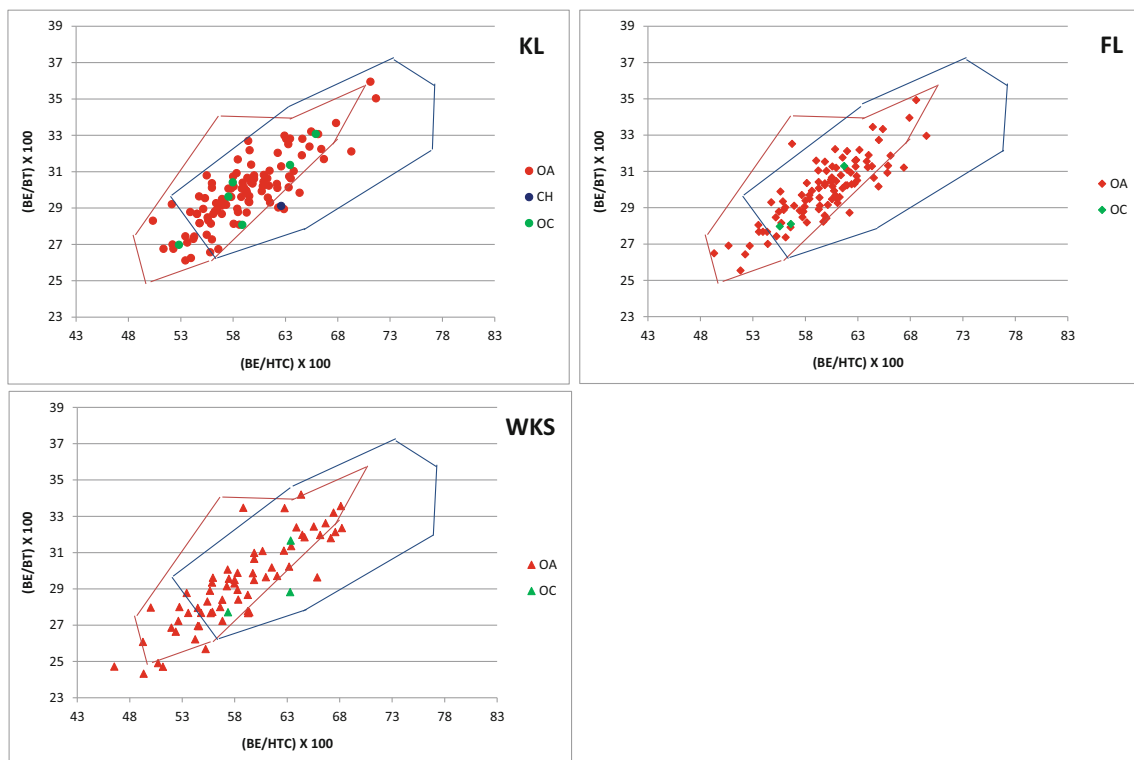 KL
(BE/BT) X 100
39
37
35
33
31
29
27
25
23
43 48 53 58 63 68 73 78 83
(BE/HTC) X 100
OA
CH
OC
FL
(BE/BT) X 100
39
37
35
33
31
29
27
25
23
43 48 53 58 63 68 73 78 83
(BE/HTC) X 100
OA
OC
WKS
(BE/BT) X 100
39
37
35
33
31
29
27
25
23
43 48 53 58 63 68 73 78 83
(BE/HTC) X 100
OA
OC